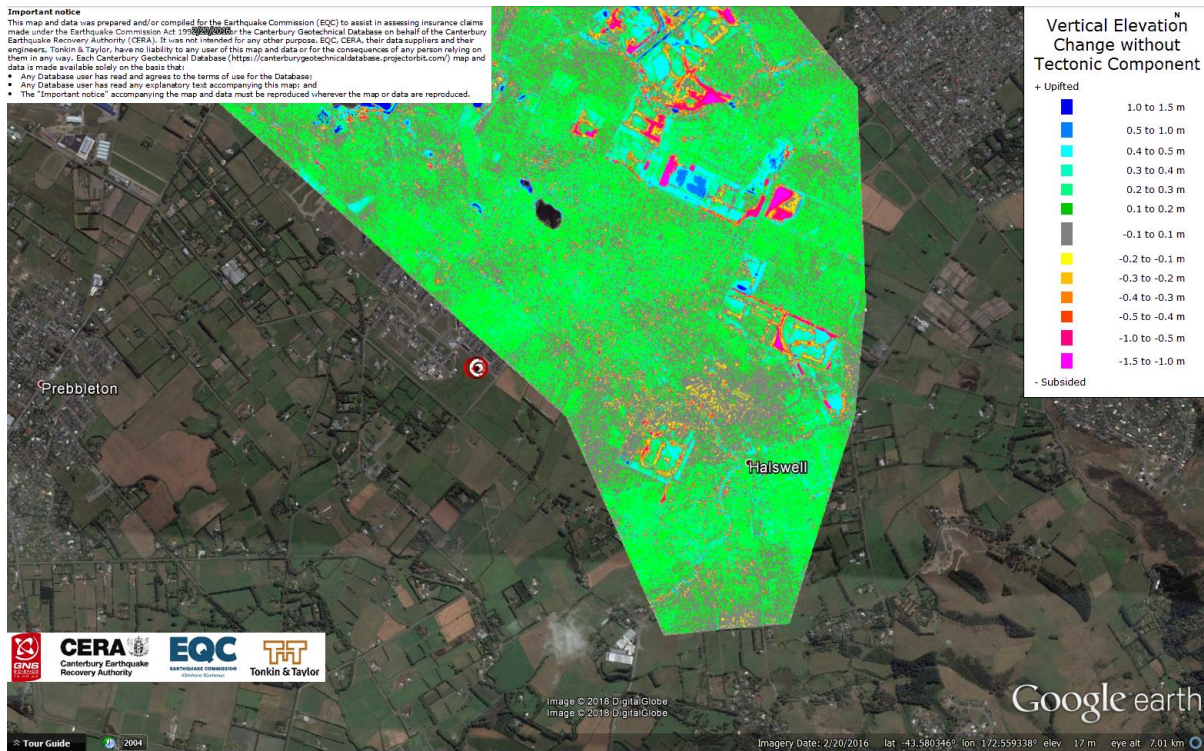 Important notice
This map and data was prepared and/or compiled for the Earthquake Commission (EQC) to assist in assessing insurance claims
made under the Earthquake Commission Act 199 2/20/2016 or the Canterbury Geotechnical Database on behalf of the Canterbury
Earthquake Recovery Authority (CERA). It was not intended for any other purpose. EQC, CERA, their data suppliers and their
engineers, Tonkin & Taylor, have no liability to any user of this map and data or for the consequences of any person relying on
them in any way. Each Canterbury Geotechnical Database (https://canterburygeotechnicaldatabase.projectorbit.com/) map and
data is made available solely on the basis that:
• Any Database user has read and agrees to the terms of use for the Database;
• Any Database user has read any explanatory text accompanying this map; and
• The "Important notice" accompanying the map and data must be reproduced wherever the map or data are reproduced.
N
Vertical Elevation
Change without
Tectonic Component
+ Uplifted
1.0 to 1.5 m
0.5 to 1.0 m
0.4 to 0.5 m
0.3 to 0.4 m
0.2 to 0.3 m
0.1 to 0.2 m
-0.1 to 0.1 m
-0.2 to -0.1 m
-0.3 to -0.2 m
-0.4 to -0.3 m
-0.5 to -0.4 m
-1.0 to -0.5 m
-1.5 to -1.0 m
- Subsided
Prebbleton
Halswell
GNS
SCIENCE
TE PŪ AO
CERA
Canterbury Earthquake
Recovery Authority
EQC
EARTHQUAKE COMMISSION
T+T
Tonkin & Taylor
Image © 2018 DigitalGlobe
Image © 2018 DigitalGlobe
Google earth
Tour Guide
2004
Imagery Date: 2/20/2016 lat -43.580346° lon 172.559338° elev 17 m eye alt 7.01 km